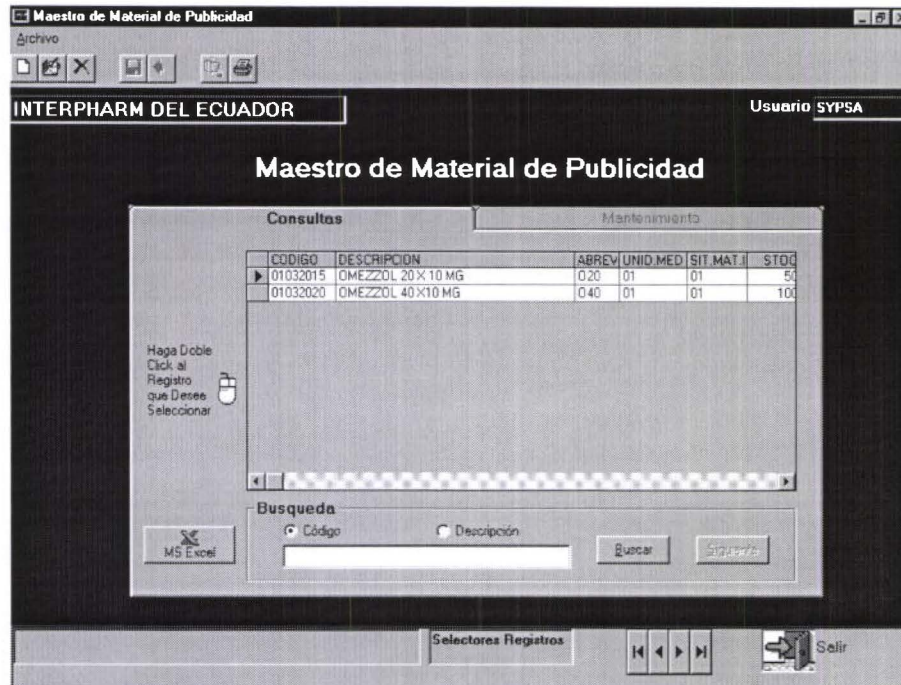 Maestro de Material de Publicidad
Archivo
INTERPHARM DEL ECUADOR
Usuario SYPSA
Maestro de Material de Publicidad
Consultas Mantenimiento
CODIGO DESCRIPCION ABREV UNID.MED SIT.MAT.I STOC
01032015 OMEZZOL 20 X 10 MG O 20 01 01 50
01032020 OMEZZOL 40 X10 MG O 40 01 01 100
Haga Doble
Click al
Registro
que Desee
Seleccionar
Busqueda
Código Descripción
MS Excel
Buscar Siguiente
Selectores Registros
Salir